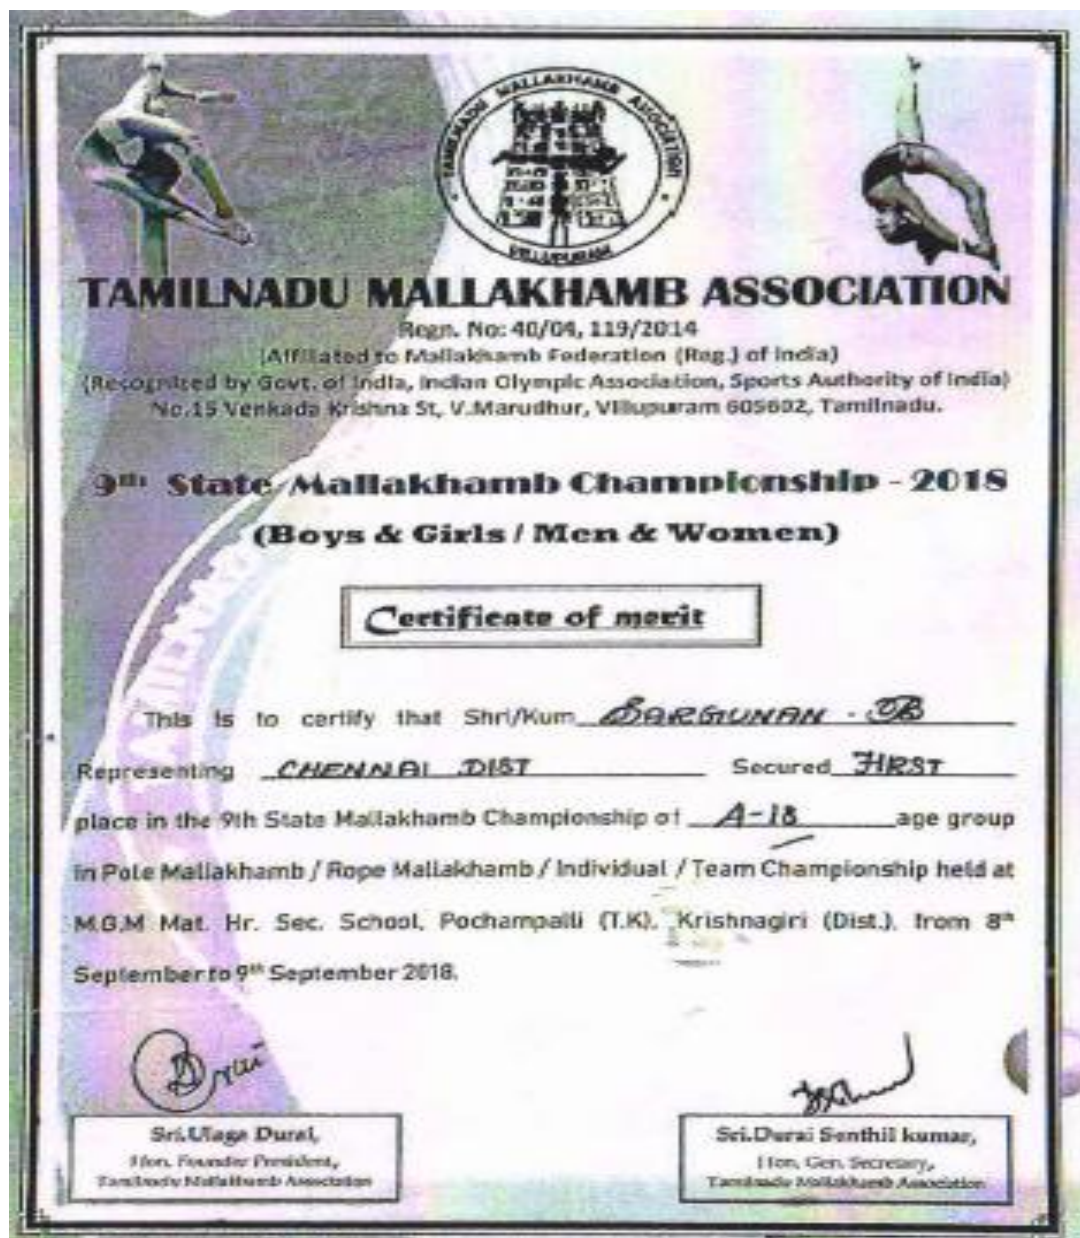 TAMILNADU MALLAKHAMB ASSOCIATION
VILLUPURAM
TAMILNADU MALLAKHAMB ASSOCIATION
Regn. No: 40/04, 119/2014
(Affiliated to Mallakhamb Federation (Reg.) of India)
(Recognised by Govt. of India, Indian Olympic Association, Sports Authority of India)
No.15 Venkada Krishna St, V.Marudhur, Villupuram 605602, Tamilnadu.
9th State Mallakhamb Championship - 2018
(Boys & Girls / Men & Women)
Certificate of merit
This is to certify that Shri/Kum SARGUNAN - B
Representing CHENNAI DIST Secured FIRST
place in the 9th State Mallakhamb Championship of A-18 age group
in Pole Mallakhamb / Rope Mallakhamb / Individual / Team Championship held at
M.G.M Mat. Hr. Sec. School, Pochampalli (T.K), Krishnagiri (Dist.), from 8th
September to 9th September 2018.
Sri.Ulaga Durai,
Hon. Founder President,
Tamilnadu Mallakhamb Association
Sri.Durai Senthil kumar,
Hon. Gen. Secretary,
Tamilnadu Mallakhamb Association